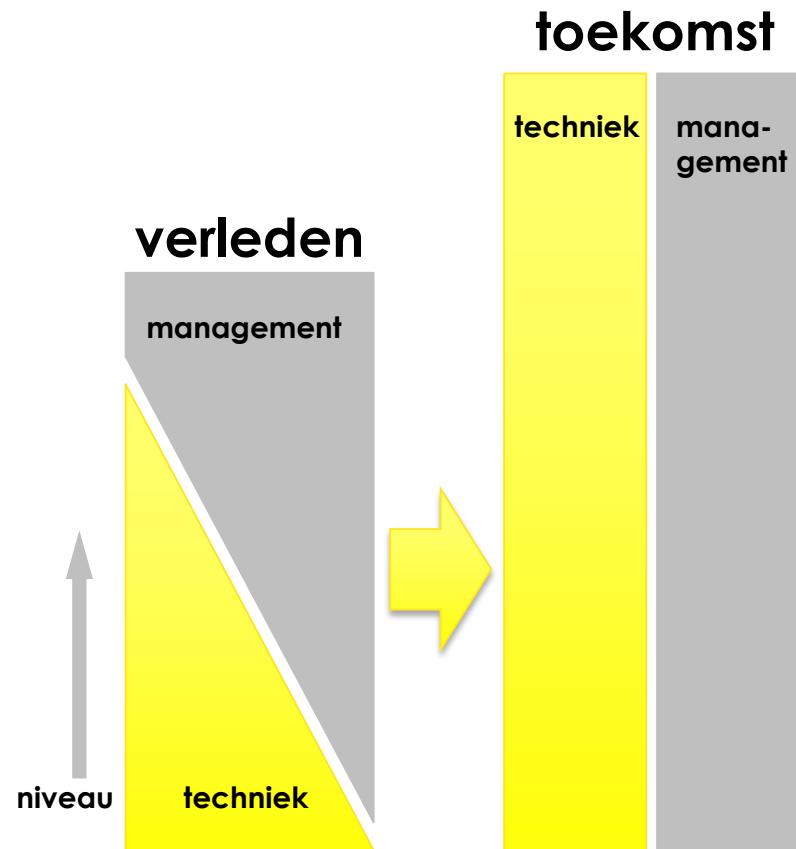 toekomst
techniek
mana-
gement
verleden
management
niveau
techniek